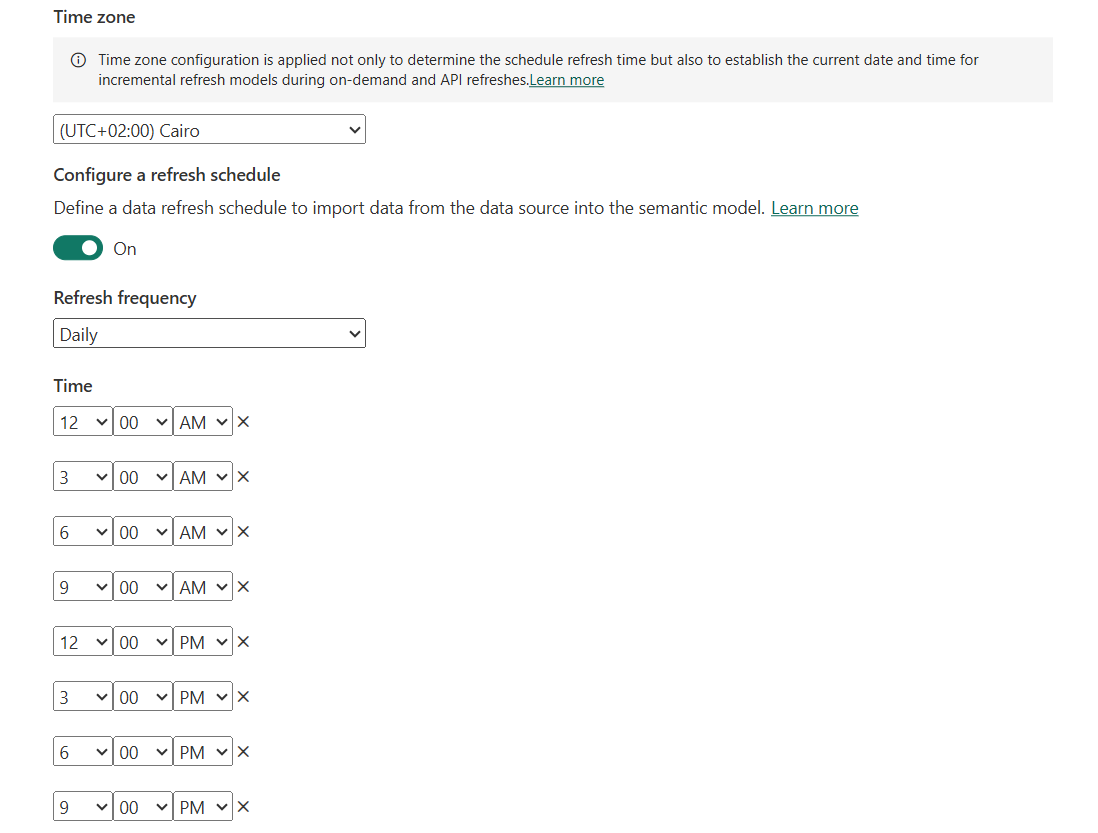 Time zone
Time zone configuration is applied not only to determine the schedule refresh time but also to establish the current date and time for
incremental refresh models during on-demand and API refreshes.Learn more
(UTC+02:00) Cairo
Configure a refresh schedule
Define a data refresh schedule to import data from the data source into the semantic model. Learn more
On
Refresh frequency
Daily
Time
12 00 AM
3 00 AM
6 00 AM
9 00 AM
12 00 PM
3 00 PM
6 00 PM
9 00 PM